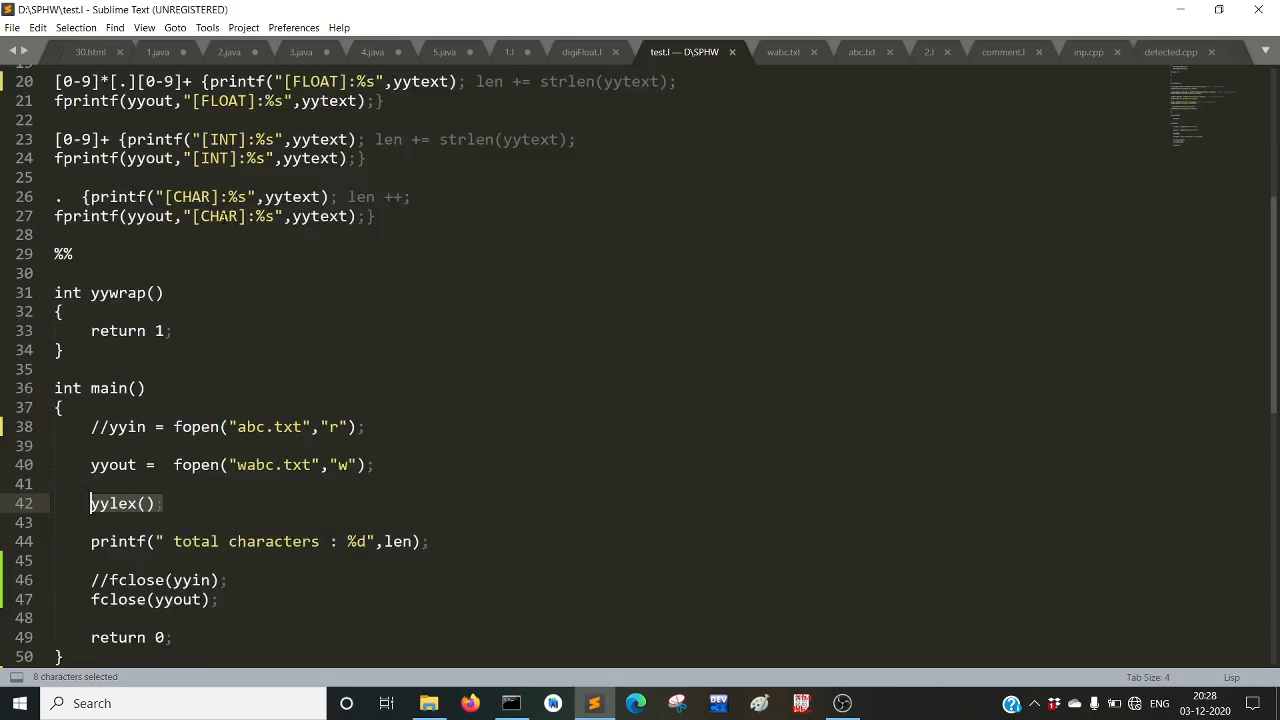 D:\SPHW\test.l - Sublime Text (UNREGISTERED)
File Edit Selection Find View Goto Tools Project Preferences Help
30.html 1.java 2.java 3.java 4.java 5.java 1.l digiFloat.l test.l — D:\SPHW wabc.txt abc.txt 2.l comment.l inp.cpp detected.cpp
20 [0-9]*[.][0-9]+ {printf("[FLOAT]:%s",yytext); len += strlen(yytext);
21 fprintf(yyout,"[FLOAT]:%s",yytext);}
22
23 [0-9]+ {printf("[INT]:%s",yytext); len += strlen(yytext);
24 fprintf(yyout,"[INT]:%s",yytext);}
25
26 .  {printf("[CHAR]:%s",yytext); len ++;
27 fprintf(yyout,"[CHAR]:%s",yytext);}
28
29 %%
30
31 int yywrap()
32 {
33     return 1;
34 }
35
36 int main()
37 {
38     //yyin = fopen("abc.txt","r");
39
40     yyout =  fopen("wabc.txt","w");
41
42     yylex();
43
44     printf(" total characters : %d",len);
45
46     //fclose(yyin);
47     fclose(yyout);
48
49     return 0;
50 }
8 characters selected Tab Size: 4 Lisp
Search ENG 20:28
03-12-2020